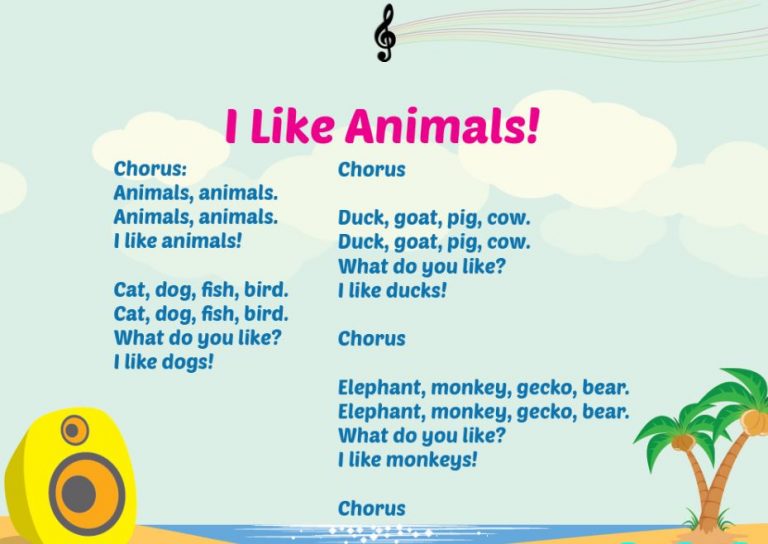 I Like Animals!
Chorus:
Animals, animals.
Animals, animals.
I like animals!
Cat, dog, fish, bird.
Cat, dog, fish, bird.
What do you like?
I like dogs!
Chorus
Duck, goat, pig, cow.
Duck, goat, pig, cow.
What do you like?
I like ducks!
Chorus
Elephant, monkey, gecko, bear.
Elephant, monkey, gecko, bear.
What do you like?
I like monkeys!
Chorus